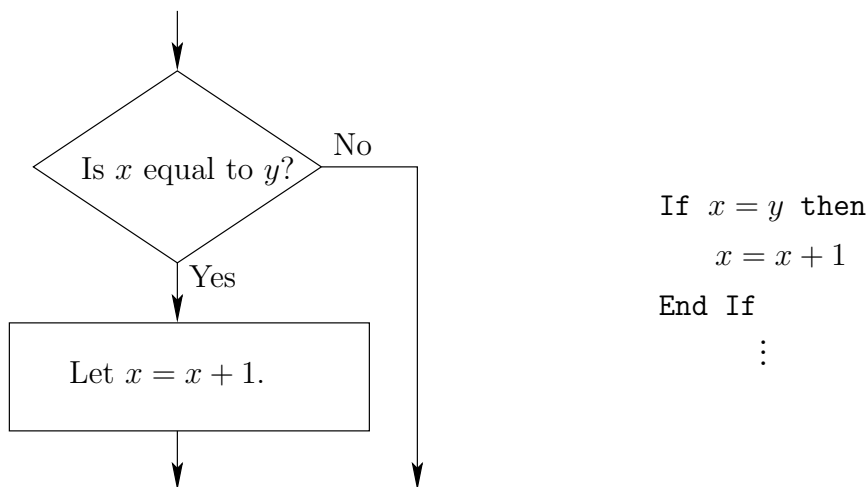 Is x equal to y?
No
Yes
Let x = x + 1.
If x = y then
x = x + 1
End If
⋮